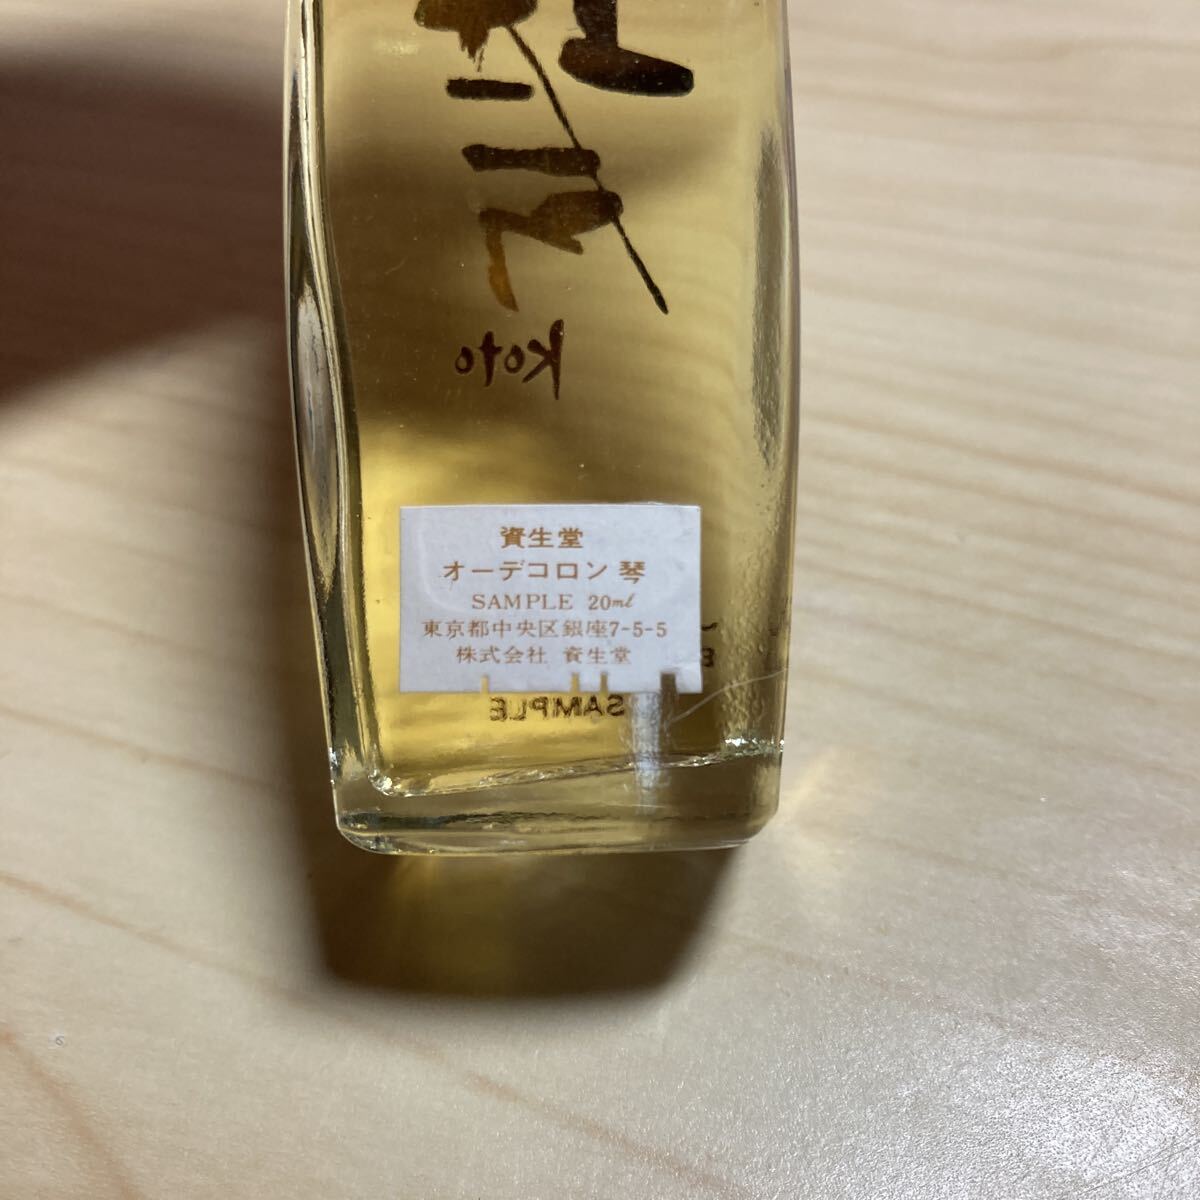 Koto
資生堂
オーデコロン 琴
SAMPLE 20ml
東京都中央区銀座7-5-5
株式会社 資生堂
SAMPLE